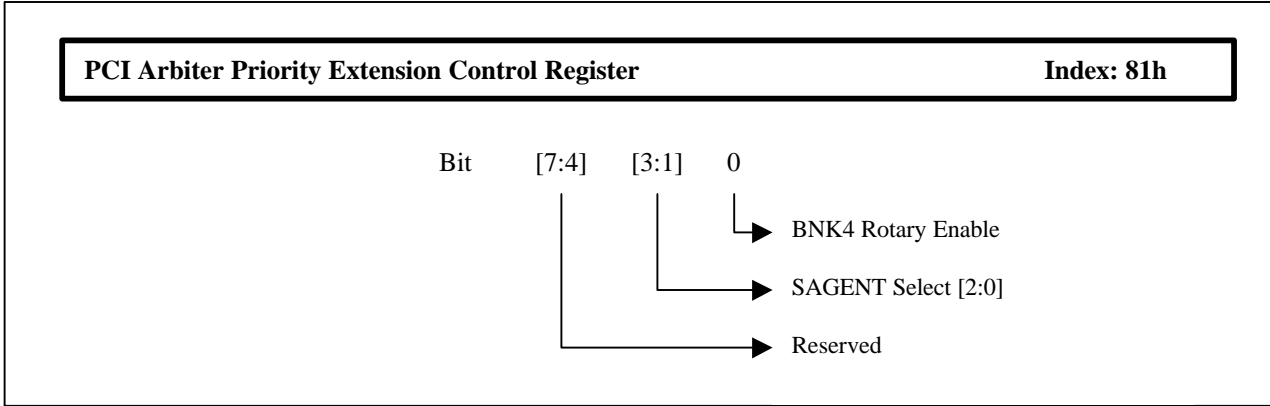 PCI Arbiter Priority Extension Control Register Index: 81h
Bit [7:4] [3:1] 0
BNK4 Rotary Enable
SAGENT Select [2:0]
Reserved